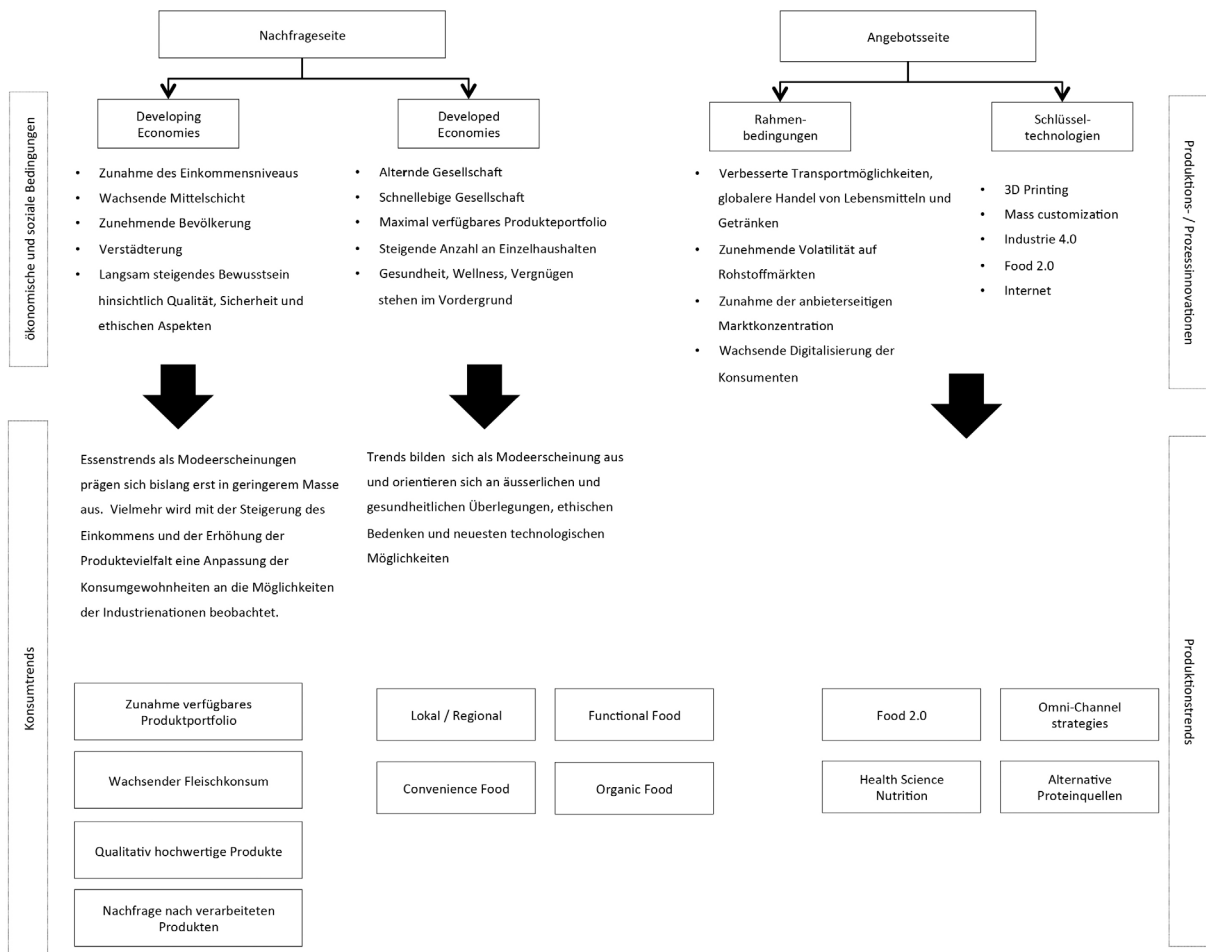 Nachfrageseite
Angebotsseite
ökonomische und soziale Bedingungen
Developing
Economies
Developed
Economies
Rahmen-
bedingungen
Schlüssel-
technologien
Produktions- / Prozessinnovationen
• Zunahme des Einkommensniveaus
• Wachsende Mittelschicht
• Zunehmende Bevölkerung
• Verstädterung
• Langsam steigendes Bewusstsein
hinsichtlich Qualität, Sicherheit und
ethischen Aspekten
• Alternde Gesellschaft
• Schnellebige Gesellschaft
• Maximal verfügbares Produkteportfolio
• Steigende Anzahl an Einzelhaushalten
• Gesundheit, Wellness, Vergnügen
stehen im Vordergrund
• Verbesserte Transportmöglichkeiten,
globalere Handel von Lebensmitteln und
Getränken
• Zunehmende Volatilität auf
Rohstoffmärkten
• Zunahme der anbieterseitigen
Marktkonzentration
• Wachsende Digitalisierung der
Konsumenten
• 3D Printing
• Mass customization
• Industrie 4.0
• Food 2.0
• Internet
Konsumtrends
Essenstrends als Modeerscheinungen
prägen sich bislang erst in geringerem Masse
aus. Vielmehr wird mit der Steigerung des
Einkommens und der Erhöhung der
Produktevielfalt eine Anpassung der
Konsumgewohnheiten an die Möglichkeiten
der Industrienationen beobachtet.
Trends bilden sich als Modeerscheinung aus
und orientieren sich an äusserlichen und
gesundheitlichen Überlegungen, ethischen
Bedenken und neuesten technologischen
Möglichkeiten
Produktionstrends
Zunahme verfügbares
Produktportfolio
Wachsender Fleischkonsum
Qualitativ hochwertige Produkte
Nachfrage nach verarbeiteten
Produkten
Lokal / Regional
Functional Food
Convenience Food
Organic Food
Food 2.0
Omni-Channel
strategies
Health Science
Nutrition
Alternative
Proteinquellen